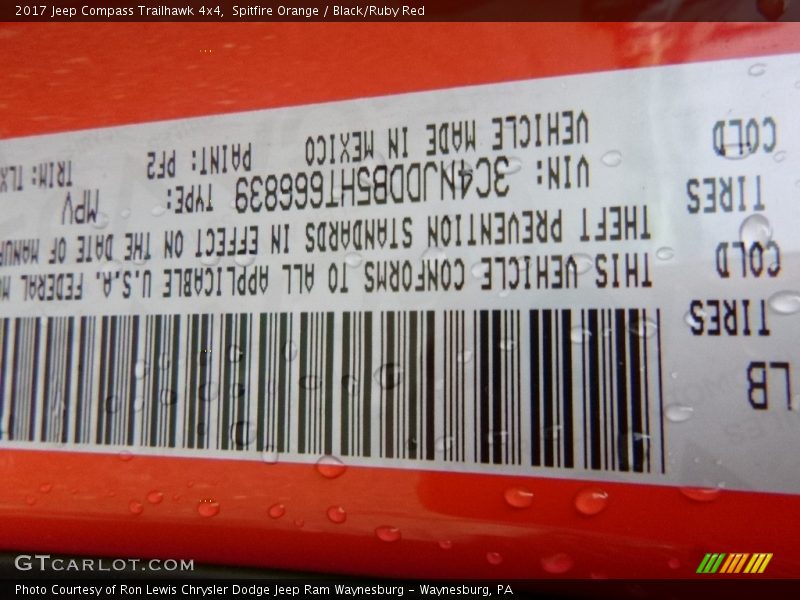 2017 Jeep Compass Trailhawk 4x4, Spitfire Orange / Black/Ruby Red
LB
TIRES
COLD
TIRES
COLD
THIS VEHICLE CONFORMS TO ALL APPLICABLE U.S.A. FEDERAL
THEFT PREVENTION STANDARDS IN EFFECT ON THE DATE OF
VIN: 3C4NJDDB5HT666839 TYPE: MPV
VEHICLE MADE IN MEXICO PAINT: PF2 TRIM: TLX
GTCARLOT.COM
Photo Courtesy of Ron Lewis Chrysler Dodge Jeep Ram Waynesburg - Waynesburg, PA